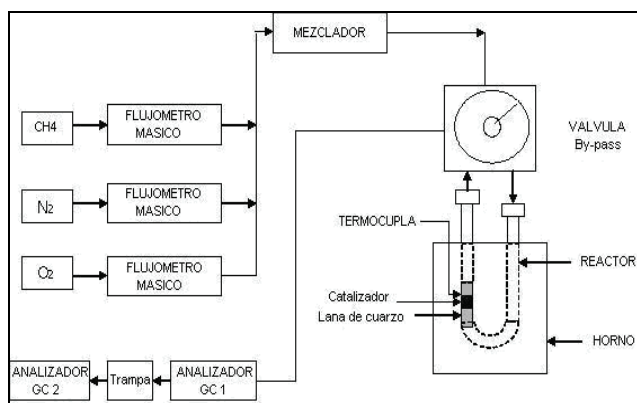 MEZCLADOR
CH4
FLUJOMETRO
MASICO
VALVULA
By-pass
N2
FLUJOMETRO
MASICO
TERMOCUPLA
O2
FLUJOMETRO
MASICO
REACTOR
Catalizador
Lana de cuarzo
HORNO
ANALIZADOR
GC 2
Trampa
ANALIZADOR
GC 1